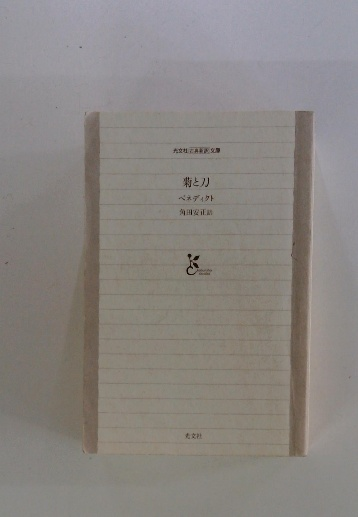 光文社古典新訳文庫
菊と刀
ベネディクト
角田安正訳
光文社